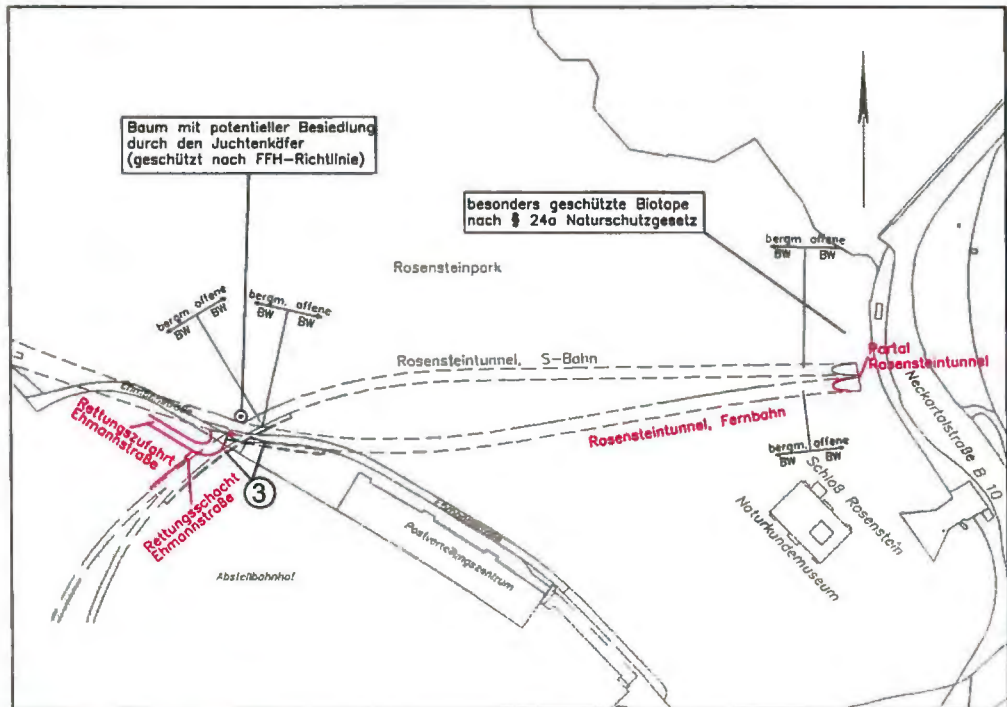 Baum mit potentieller Besiedlung
durch den Juchtenkäfer
(geschützt nach FFH-Richtlinie)
besonders geschützte Biotope
nach § 24a Naturschutzgesetz
bergm. offene
BW BW
Rosensteinpark
bergm. offene
BW BW
bergm. offene
BW BW
Rosensteintunnel, S-Bahn
Portal
Rosensteintunnel
Ehmannstraße
Rosensteintunnel, Fernbahn
Neckartalstraße B 10
Rettungszufahrt
Ehmannstraße
bergm. offene
BW BW
Rettungsschacht
Ehmannstraße
3
Schloß Rosenstein
Naturkundemuseum
Postverteilungszentrum
Abstellbahnhof